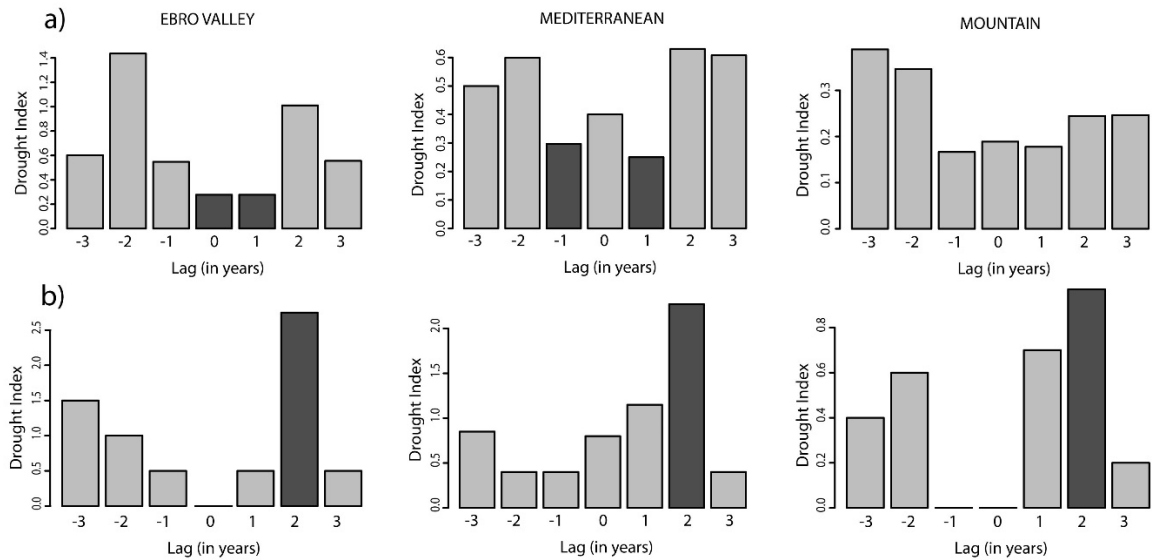 a)
EBRO VALLEY
MEDITERRANEAN
MOUNTAIN
Drought Index
0.0 0.2 0.4 0.6 0.8 1.0 1.2 1.4
-3 -2 -1 0 1 2 3
Lag (in years)
Drought Index
0.0 0.1 0.2 0.3 0.4 0.5 0.6
-3 -2 -1 0 1 2 3
Lag (in years)
Drought Index
0.0 0.1 0.2 0.3
-3 -2 -1 0 1 2 3
Lag (in years)
b)
Drought Index
0.0 0.5 1.0 1.5 2.0 2.5
-3 -2 -1 0 1 2 3
Lag (in years)
Drought Index
0.0 0.5 1.0 1.5 2.0
-3 -2 -1 0 1 2 3
Lag (in years)
Drought Index
0.0 0.2 0.4 0.6 0.8
-3 -2 -1 0 1 2 3
Lag (in years)